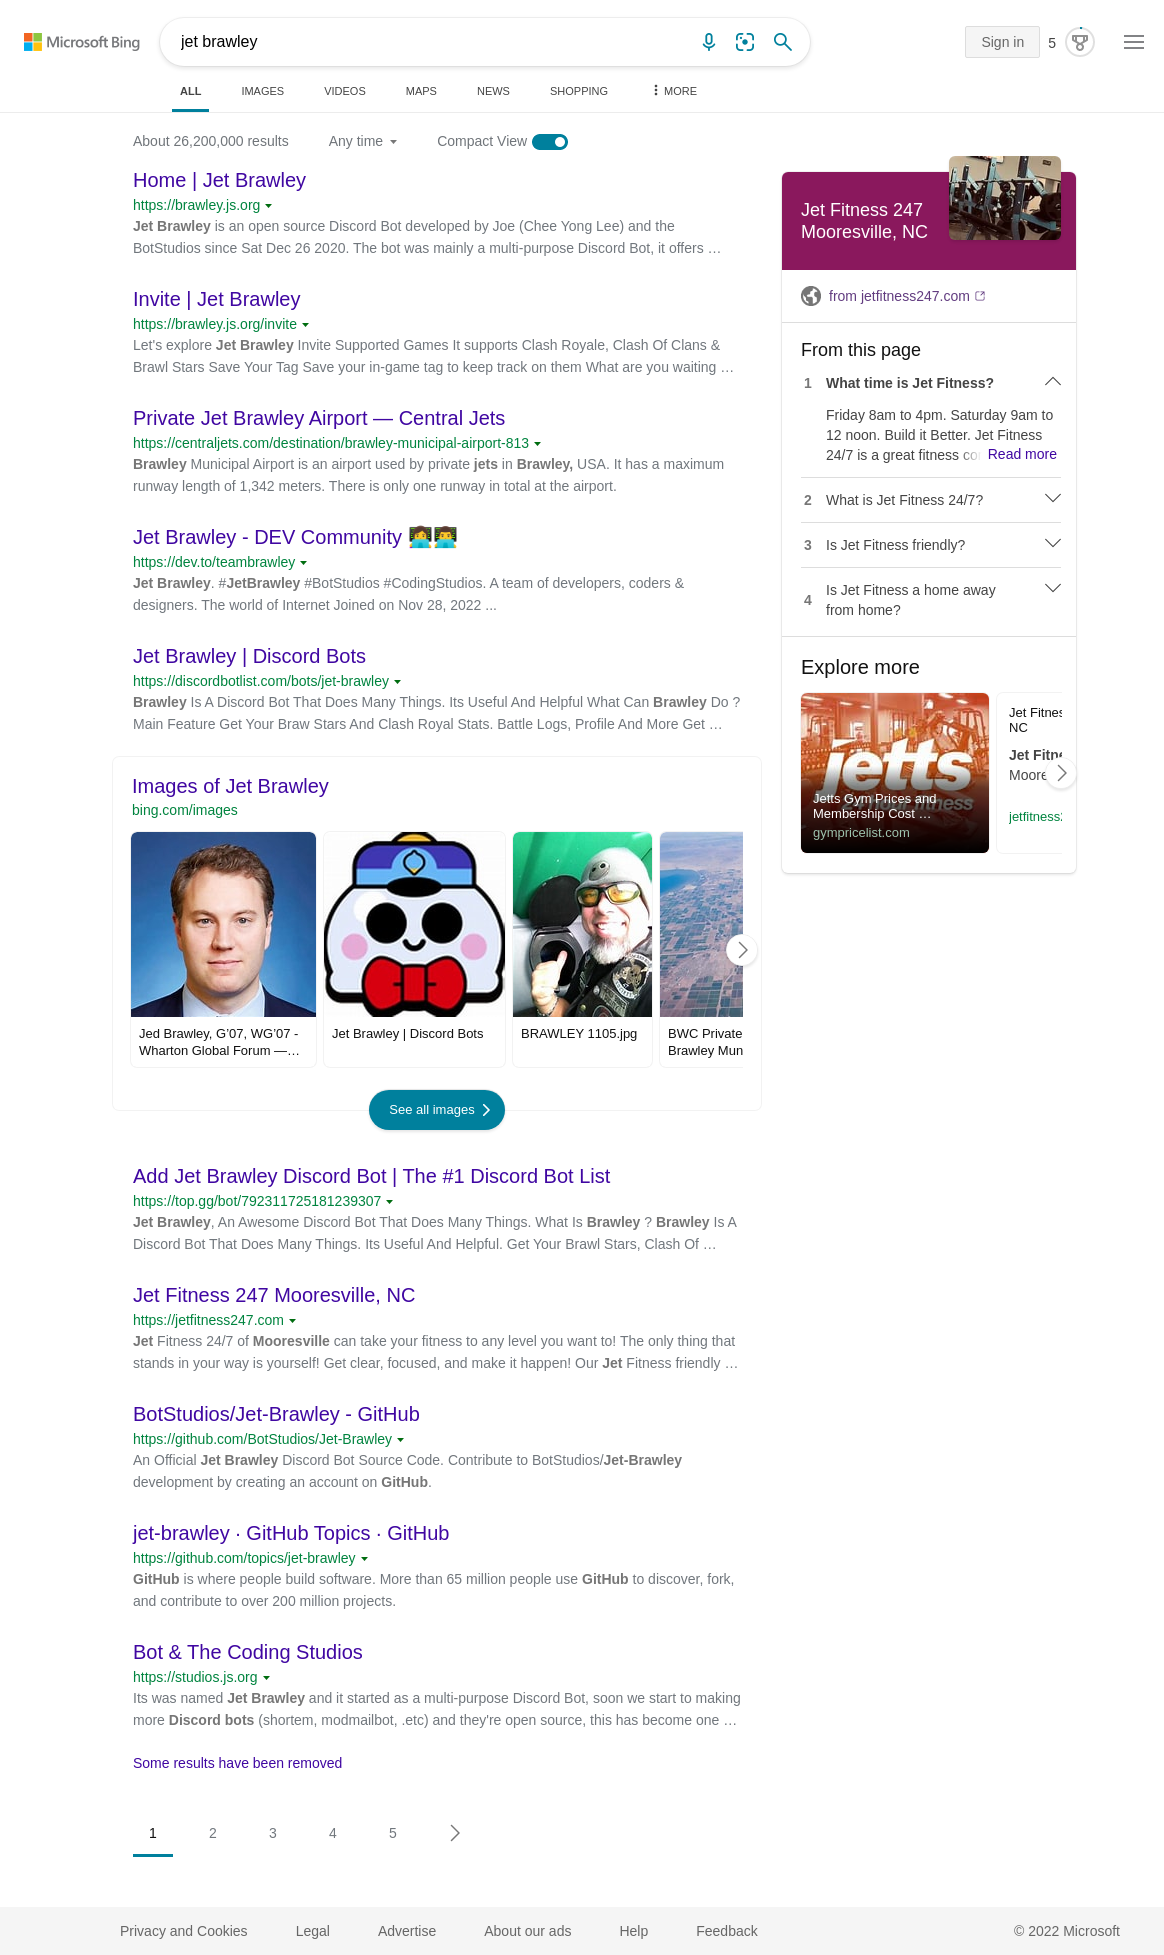 Microsoft Bing
jet brawley
Sign in
5
ALL IMAGES VIDEOS MAPS NEWS SHOPPING MORE
About 26,200,000 results Any time Compact View
Home | Jet Brawley
https://brawley.js.org
Jet Brawley is an open source Discord Bot developed by Joe (Chee Yong Lee) and the
BotStudios since Sat Dec 26 2020. The bot was mainly a multi-purpose Discord Bot, it offers …
Invite | Jet Brawley
https://brawley.js.org/invite
Let's explore Jet Brawley Invite Supported Games It supports Clash Royale, Clash Of Clans &
Brawl Stars Save Your Tag Save your in-game tag to keep track on them What are you waiting …
Private Jet Brawley Airport — Central Jets
https://centraljets.com/destination/brawley-municipal-airport-813
Brawley Municipal Airport is an airport used by private jets in Brawley, USA. It has a maximum
runway length of 1,342 meters. There is only one runway in total at the airport.
Jet Brawley - DEV Community 👩‍💻👨‍💻
https://dev.to/teambrawley
Jet Brawley. #JetBrawley #BotStudios #CodingStudios. A team of developers, coders &
designers. The world of Internet Joined on Nov 28, 2022 ...
Jet Brawley | Discord Bots
https://discordbotlist.com/bots/jet-brawley
Brawley Is A Discord Bot That Does Many Things. Its Useful And Helpful What Can Brawley Do ?
Main Feature Get Your Braw Stars And Clash Royal Stats. Battle Logs, Profile And More Get …
Images of Jet Brawley
bing.com/images
Jed Brawley, G’07, WG’07 -
Wharton Global Forum —…
Jet Brawley | Discord Bots
BRAWLEY 1105.jpg
BWC Private
Brawley Mun
See all images
Add Jet Brawley Discord Bot | The #1 Discord Bot List
https://top.gg/bot/792311725181239307
Jet Brawley, An Awesome Discord Bot That Does Many Things. What Is Brawley ? Brawley Is A
Discord Bot That Does Many Things. Its Useful And Helpful. Get Your Brawl Stars, Clash Of …
Jet Fitness 247 Mooresville, NC
https://jetfitness247.com
Jet Fitness 24/7 of Mooresville can take your fitness to any level you want to! The only thing that
stands in your way is yourself! Get clear, focused, and make it happen! Our Jet Fitness friendly …
BotStudios/Jet-Brawley - GitHub
https://github.com/BotStudios/Jet-Brawley
An Official Jet Brawley Discord Bot Source Code. Contribute to BotStudios/Jet-Brawley
development by creating an account on GitHub.
jet-brawley · GitHub Topics · GitHub
https://github.com/topics/jet-brawley
GitHub is where people build software. More than 65 million people use GitHub to discover, fork,
and contribute to over 200 million projects.
Bot & The Coding Studios
https://studios.js.org
Its was named Jet Brawley and it started as a multi-purpose Discord Bot, soon we start to making
more Discord bots (shortem, modmailbot, .etc) and they're open source, this has become one …
Some results have been removed
1 2 3 4 5
Jet Fitness 247
Mooresville, NC
from jetfitness247.com
From this page
1 What time is Jet Fitness?
Friday 8am to 4pm. Saturday 9am to
12 noon. Build it Better. Jet Fitness
24/7 is a great fitness co Read more
2 What is Jet Fitness 24/7?
3 Is Jet Fitness friendly?
4 Is Jet Fitness a home away
from home?
Explore more
jetts
24 hour fitness
Jetts Gym Prices and
Membership Cost …
gympricelist.com
Jet Fitnes
NC
Jet Fitne
Moore
jetfitness2
Privacy and Cookies Legal Advertise About our ads Help Feedback © 2022 Microsoft